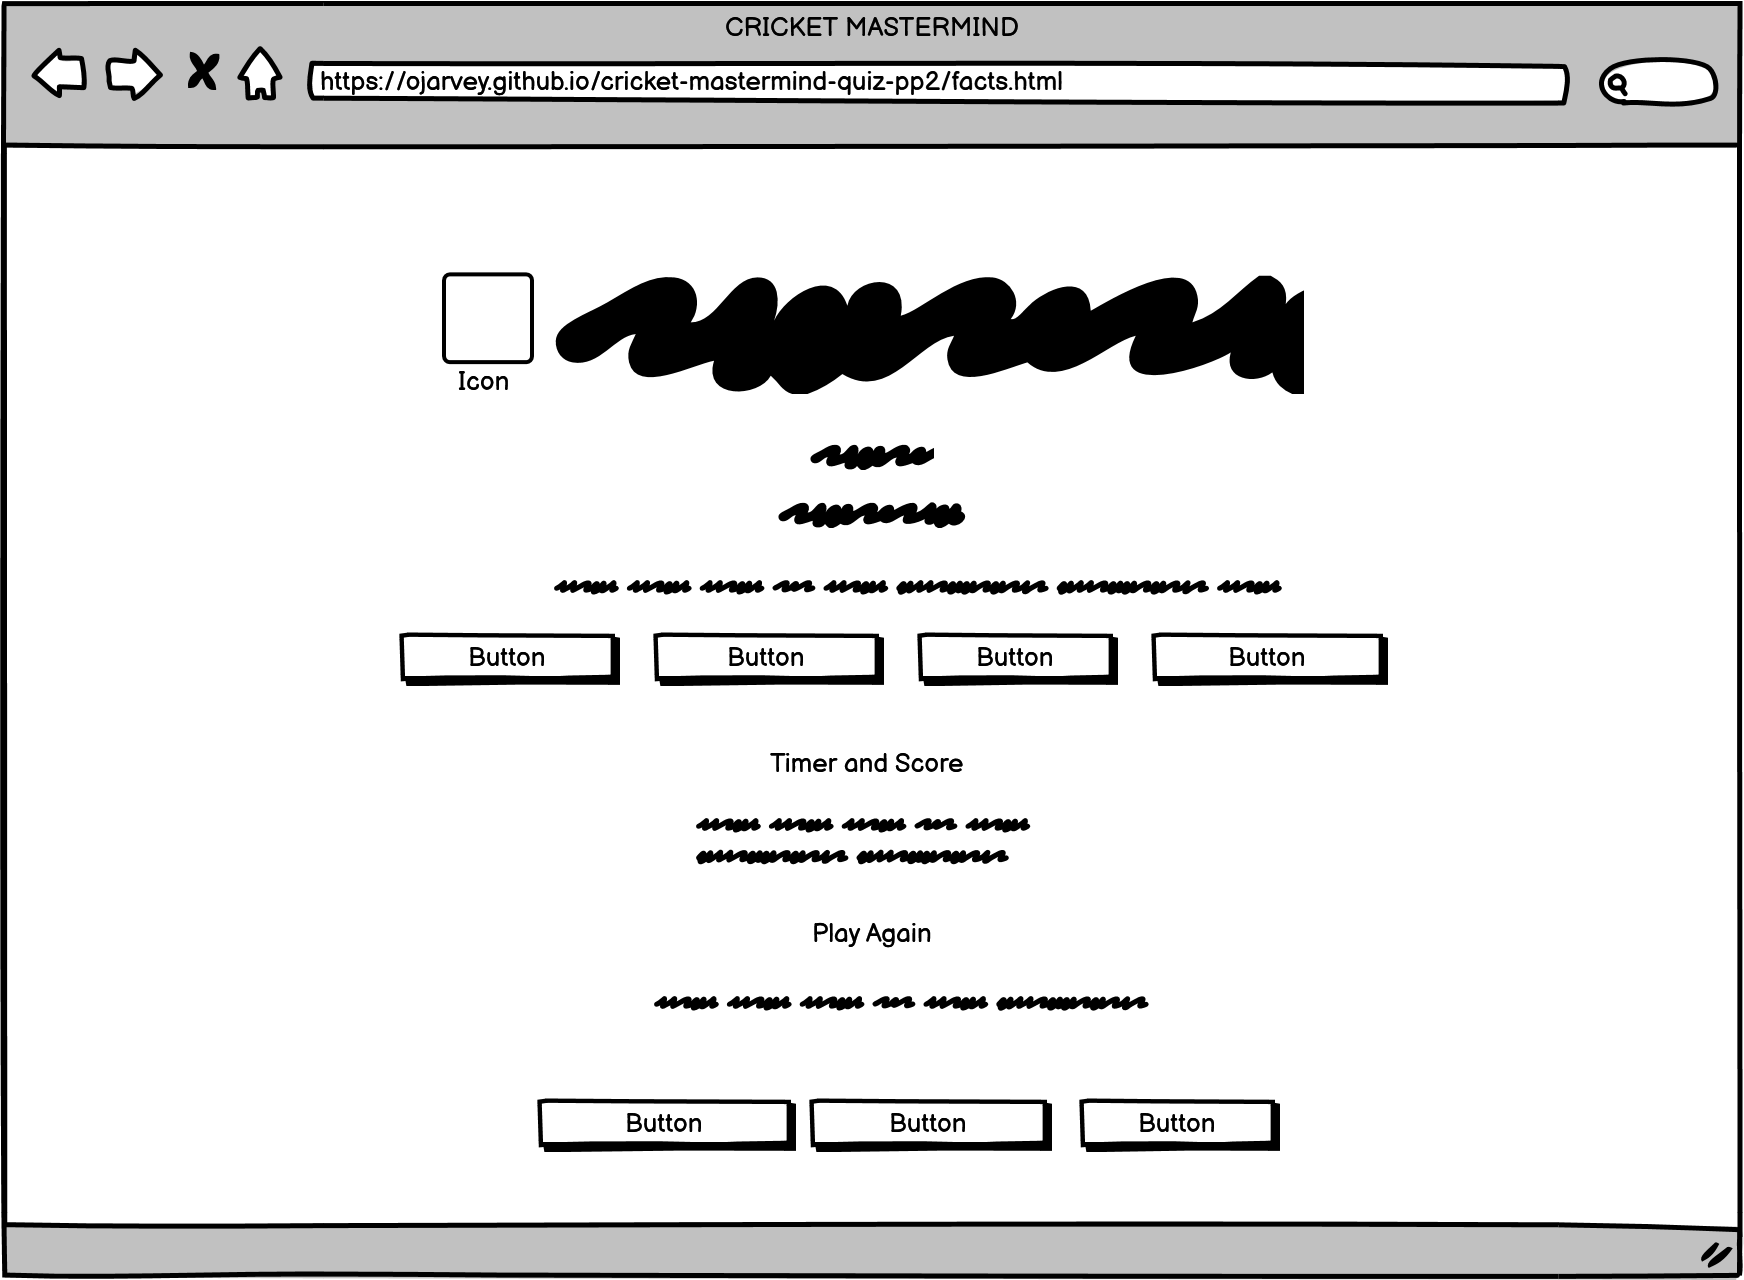 CRICKET MASTERMIND
https://ojarvey.github.io/cricket-mastermind-quiz-pp2/facts.html
Icon
Button Button Button Button
Timer and Score
Play Again
Button Button Button